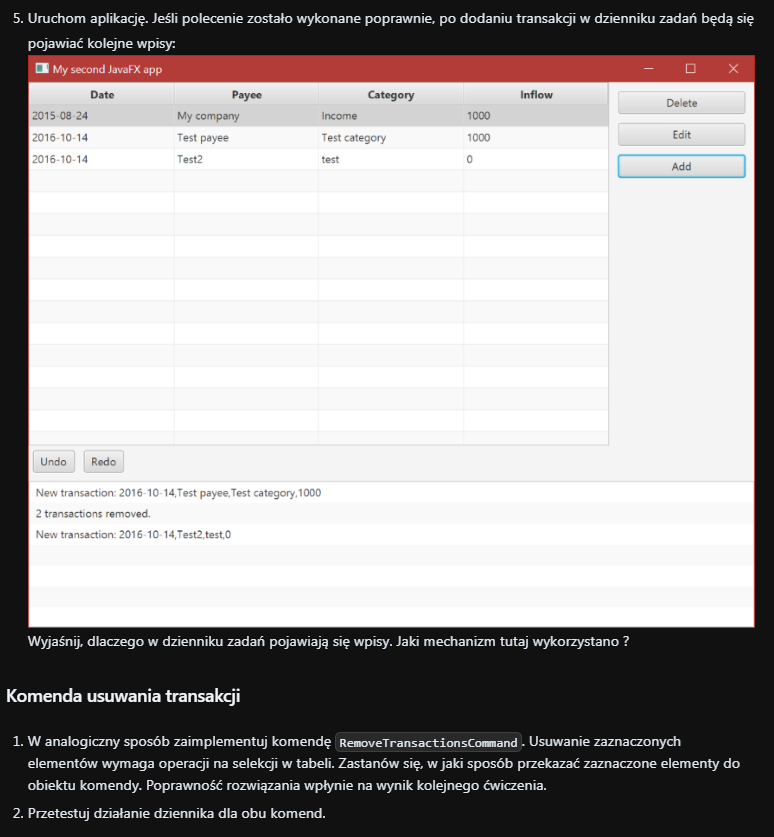 5. Uruchom aplikację. Jeśli polecenie zostało wykonane poprawnie, po dodaniu transakcji w dzienniku zadań będą się
pojawiać kolejne wpisy:
My second JavaFX app
Date Payee Category Inflow
2015-08-24 My company Income 1000
2016-10-14 Test payee Test category 1000
2016-10-14 Test2 test 0
Delete
Edit
Add
Undo Redo
New transaction: 2016-10-14,Test payee,Test category,1000
2 transactions removed.
New transaction: 2016-10-14,Test2,test,0
Wyjaśnij, dlaczego w dzienniku zadań pojawiają się wpisy. Jaki mechanizm tutaj wykorzystano ?
Komenda usuwania transakcji
1. W analogiczny sposób zaimplementuj komendę RemoveTransactionsCommand. Usuwanie zaznaczonych
elementów wymaga operacji na selekcji w tabeli. Zastanów się, w jaki sposób przekazać zaznaczone elementy do
obiektu komendy. Poprawność rozwiązania wpłynie na wynik kolejnego ćwiczenia.
2. Przetestuj działanie dziennika dla obu komend.